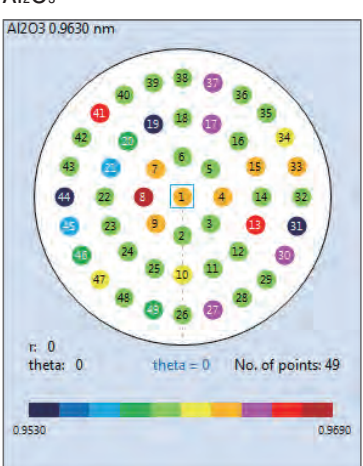 Al2O3 0.9630 nm
38
39 37
40 36
41 35
19 18 17
42 20 16 34
6
43 21 7 5 15 33
44 22 8 1 4 14 32
45 23 9 3 13 31
2
46 24 12 30
25 10 11
47 29
48 28
49 26 27
r: 0
theta: 0 theta = 0 No. of points: 49
0.9530 0.9690